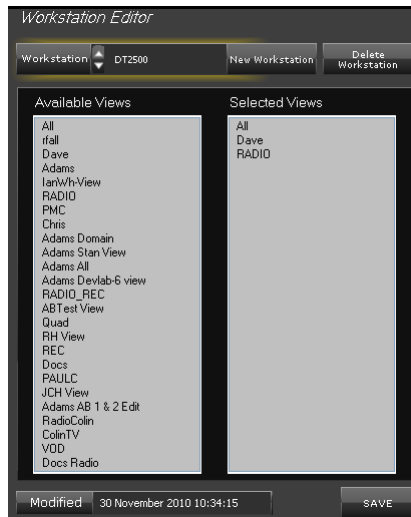 Workstation Editor
Workstation DT2500 New Workstation Delete Workstation
Available Views
All
rfall
Dave
Adams
IanWh-View
RADIO
PMC
Chris
Adams Domain
Adams Stan View
Adams All
Adams Devlab-6 view
RADIO_REC
ABTest View
Quad
RH View
REC
Docs
PAULC
JCH View
Adams AB 1 & 2 Edit
RadioColin
ColinTV
VOD
Docs Radio
Selected Views
All
Dave
RADIO
Modified 30 November 2010 10:34:15 SAVE